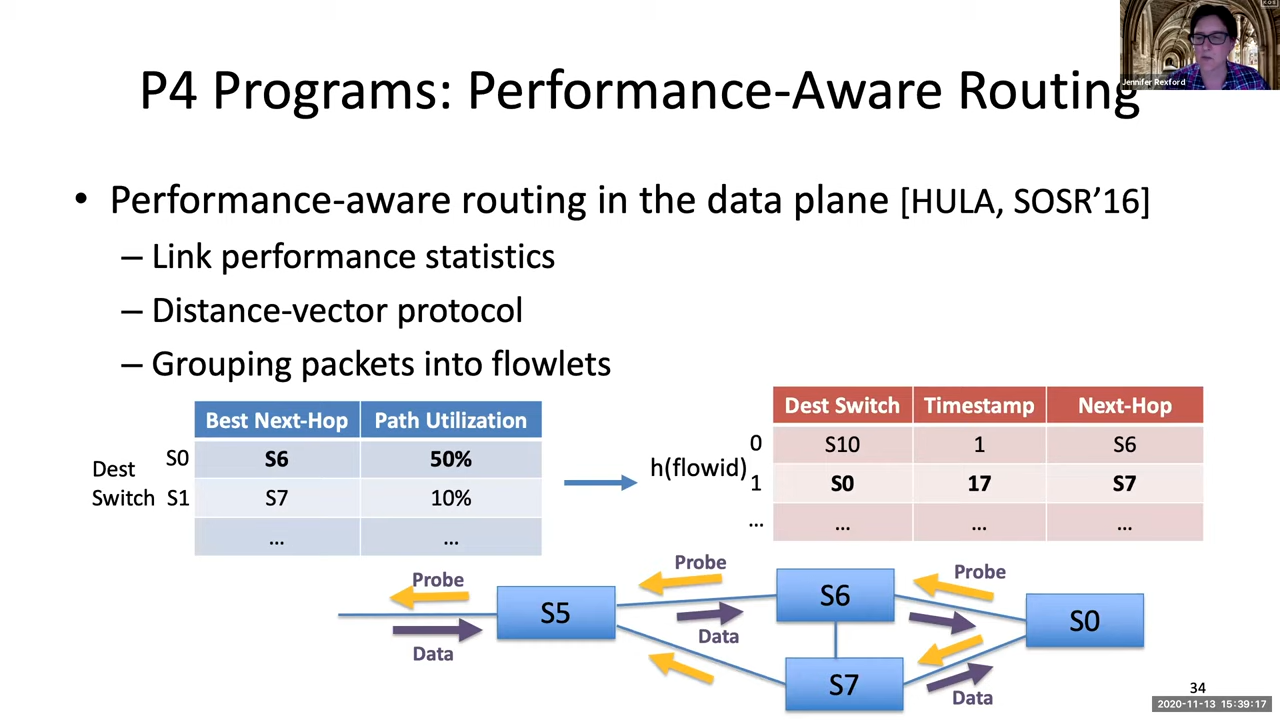 KOS
Jennifer Rexford
P4 Programs: Performance-Aware Routing
• Performance-aware routing in the data plane [HULA, SOSR’16]
– Link performance statistics
– Distance-vector protocol
– Grouping packets into flowlets
Best Next-Hop Path Utilization
Dest Switch
S0 S6 50%
S1 S7 10%
... ...
h(flowid)
Dest Switch Timestamp Next-Hop
0 S10 1 S6
1 S0 17 S7
... ... ... ...
Probe Probe Probe
S5 S6 S0
Data Data
S7
Data
34
2020-11-13 15:39:17